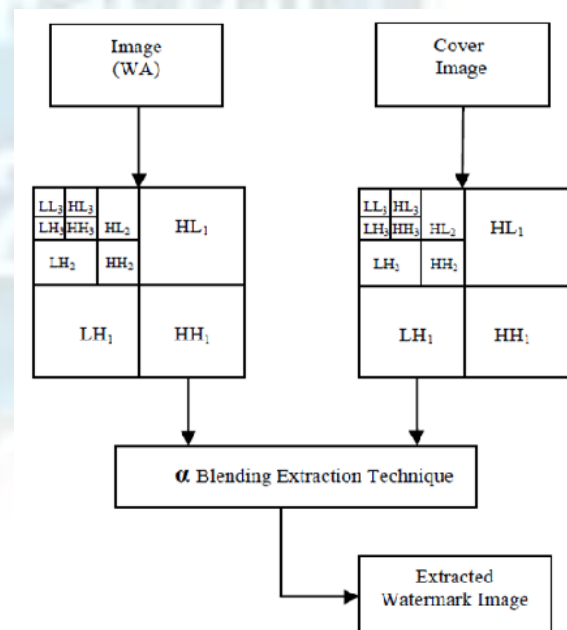 Image
(WA)
Cover
Image
LL₃ HL₃
LH₃ HH₃ HL₂
HL₁
LH₂ HH₂
LH₁ HH₁
LL₃ HL₃
LH₃ HH₃ HL₂
HL₁
LH₂ HH₂
LH₁ HH₁
α Blending Extraction Technique
Extracted
Watermark Image